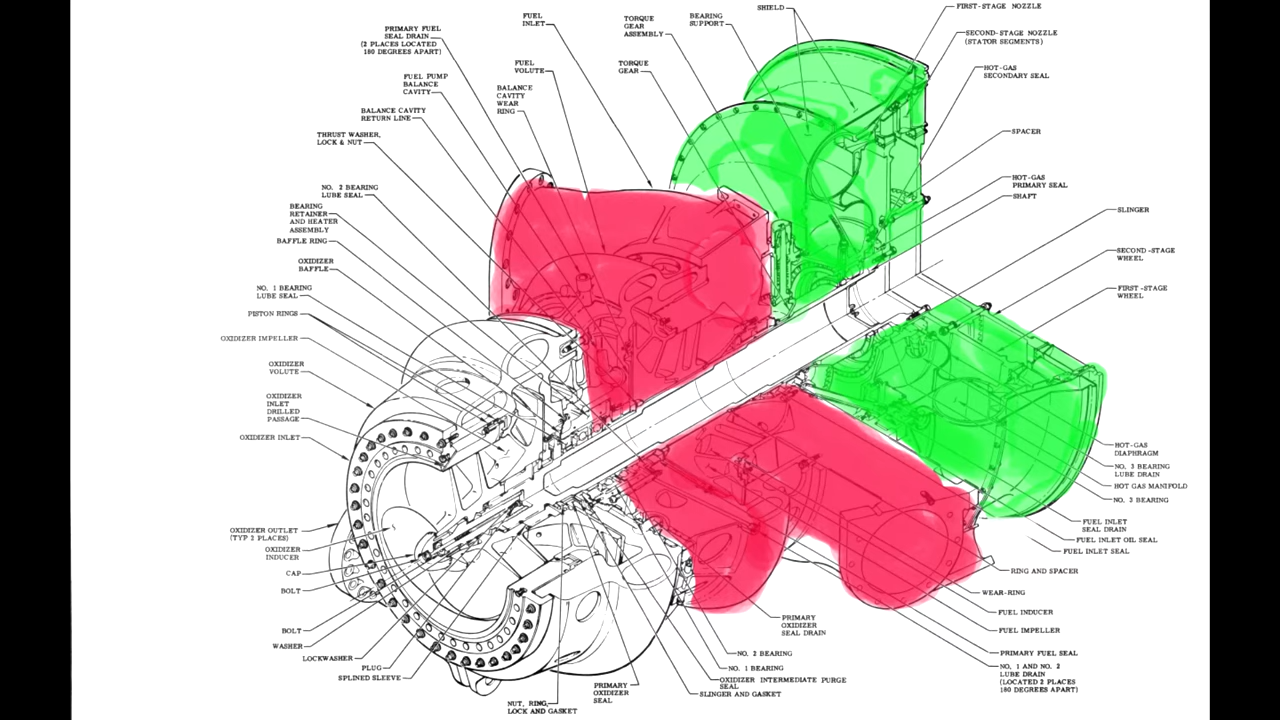 SHIELD
FIRST-STAGE NOZZLE
FUEL
INLET
TORQUE
GEAR
ASSEMBLY
BEARING
SUPPORT
PRIMARY FUEL
SEAL DRAIN
(2 PLACES LOCATED
180 DEGREES APART)
SECOND-STAGE NOZZLE
(STATOR SEGMENTS)
FUEL
VOLUTE
TORQUE
GEAR
HOT-GAS
SECONDARY SEAL
FUEL PUMP
BALANCE
CAVITY
BALANCE
CAVITY
WEAR
RING
BALANCE CAVITY
RETURN LINE
THRUST WASHER,
LOCK & NUT
SPACER
NO. 2 BEARING
LUBE SEAL
HOT-GAS
PRIMARY SEAL
SHAFT
BEARING
RETAINER
AND HEATER
ASSEMBLY
SLINGER
BAFFLE RING
SECOND-STAGE
WHEEL
OXIDIZER
BAFFLE
NO. 1 BEARING
LUBE SEAL
FIRST-STAGE
WHEEL
PISTON RINGS
OXIDIZER IMPELLER
OXIDIZER
VOLUTE
OXIDIZER
INLET
DRILLED
PASSAGE
OXIDIZER INLET
HOT-GAS
DIAPHRAGM
NO. 3 BEARING
LUBE DRAIN
HOT GAS MANIFOLD
NO. 3 BEARING
OXIDIZER OUTLET
(TYP 2 PLACES)
FUEL INLET
SEAL DRAIN
FUEL INLET OIL SEAL
OXIDIZER
INDUCER
FUEL INLET SEAL
CAP
RING AND SPACER
BOLT
WEAR-RING
FUEL INDUCER
PRIMARY
OXIDIZER
SEAL DRAIN
BOLT
FUEL IMPELLER
WASHER
NO. 2 BEARING
PRIMARY FUEL SEAL
LOCKWASHER
PLUG
NO. 1 BEARING
NO. 1 AND NO. 2
LUBE DRAIN
(LOCATED 2 PLACES
180 DEGREES APART)
SPLINED SLEEVE
OXIDIZER INTERMEDIATE PURGE
SEAL
PRIMARY
OXIDIZER
SEAL
SLINGER AND GASKET
NUT, RING,
LOCK AND GASKET